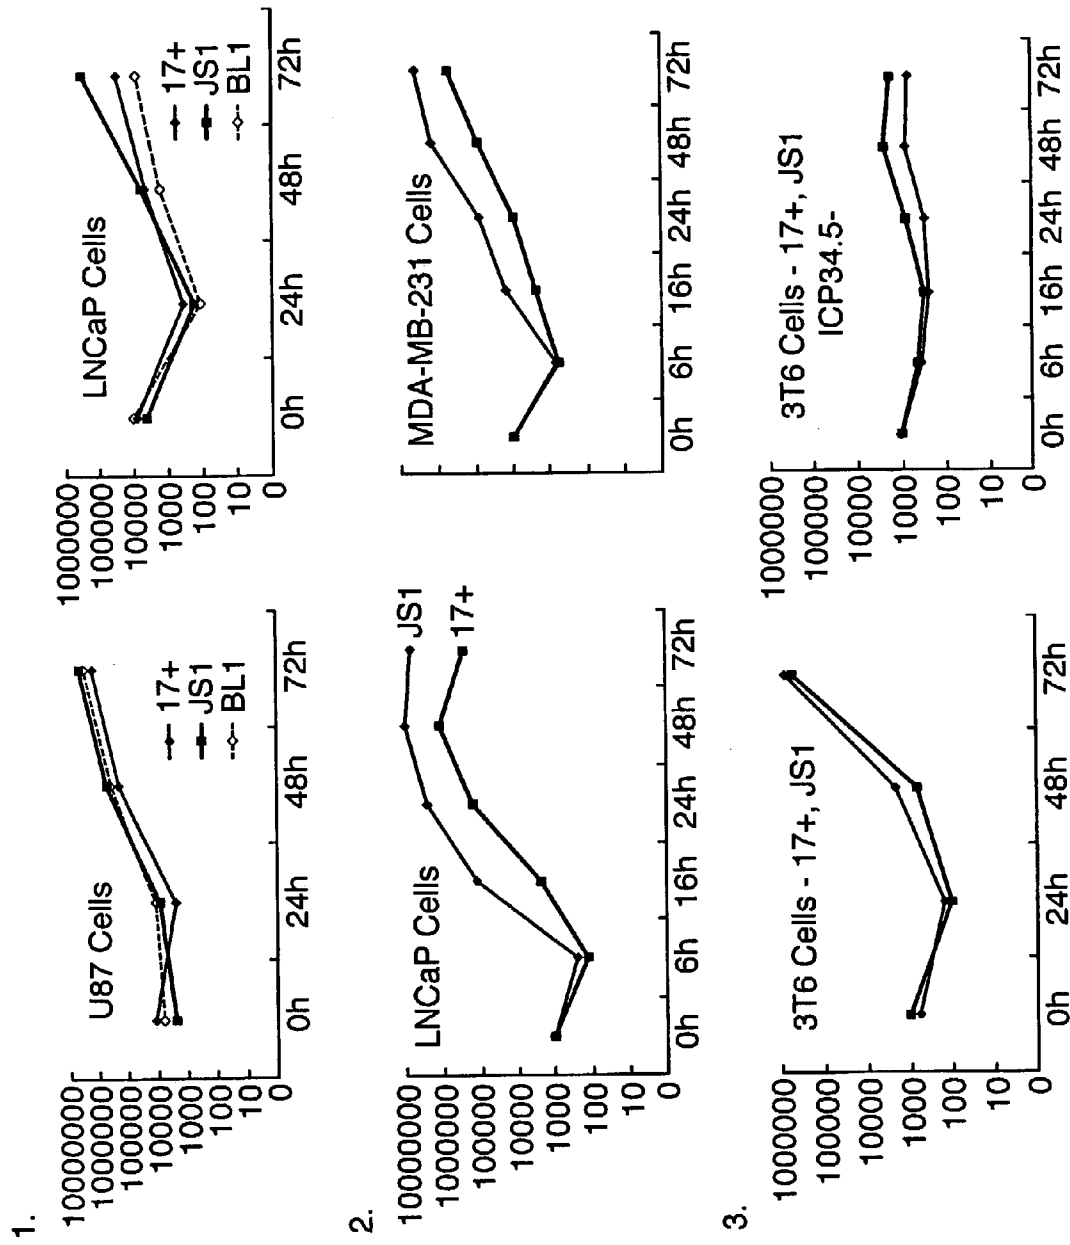 1.
U87 Cells
10000000
1000000
100000
10000
1000
100
10
0
0h 24h 48h 72h
17+
JS1
BL1
LNCaP Cells
1000000
100000
10000
1000
100
10
0
0h 24h 48h 72h
17+
JS1
BL1
2.
LNCaP Cells
10000000
1000000
100000
10000
1000
100
10
0
0h 6h 16h 24h 48h 72h
JS1
17+
MDA-MB-231 Cells
0h 6h 16h 24h 48h 72h
3.
3T6 Cells - 17+, JS1
1000000
100000
10000
1000
100
10
0
0h 24h 48h 72h
3T6 Cells - 17+, JS1
ICP34.5-
1000000
100000
10000
1000
100
10
0
0h 6h 16h 24h 48h 72h